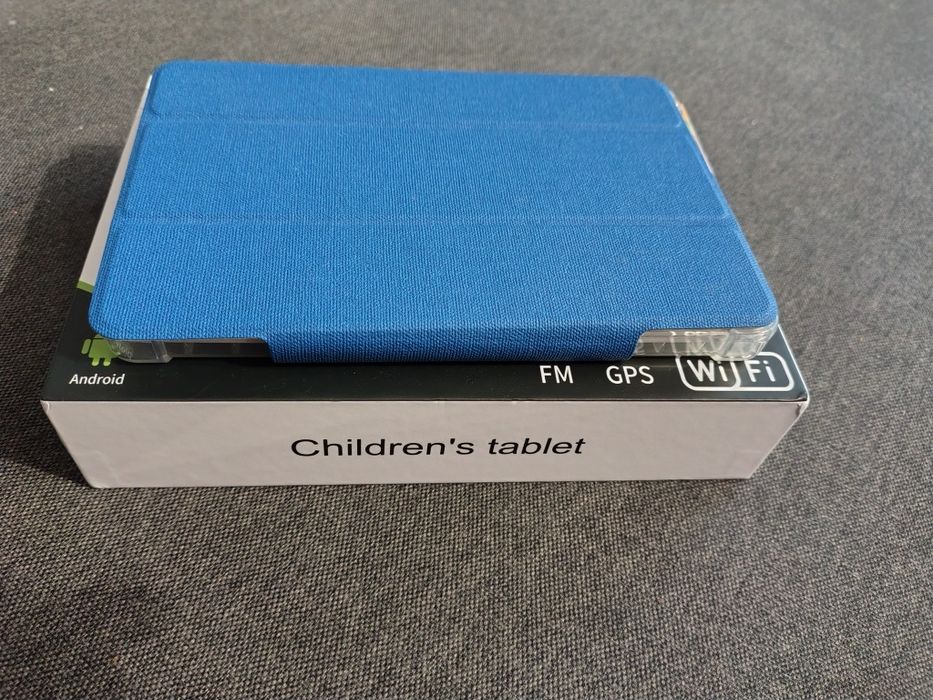 Android
FM GPS WiFi
Children's tablet